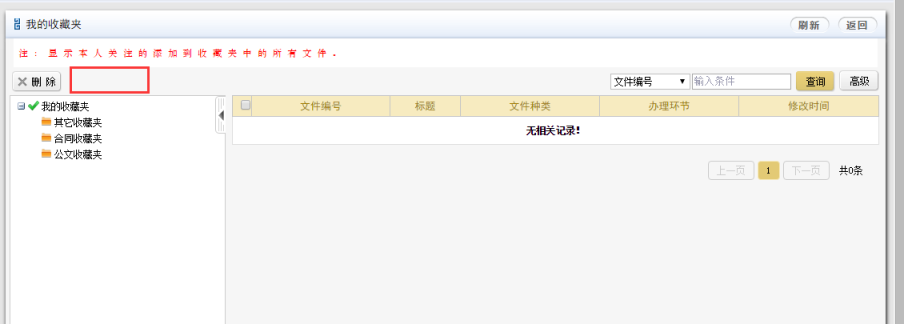 我的收藏夹 刷新 返回
注：显示本人关注的添加到收藏夹中的所有文件.
删除 文件编号 输入条件 查询 高级
我的收藏夹 文件编号 标题 文件种类 办理环节 修改时间
其它收藏夹 无相关记录!
合同收藏夹
公文收藏夹
上一页 1 下一页 共0条